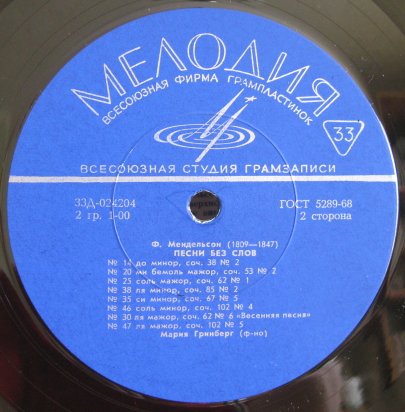 МЕЛОДИЯ
ВСЕСОЮЗНАЯ ФИРМА ГРАМПЛАСТИНОК
33
ВСЕСОЮЗНАЯ СТУДИЯ ГРАМЗАПИСИ
33Д-024204
ГОСТ 5289-68
2 гр. 1-00
2 сторона
Ф. Мендельсон (1809—1847)
ПЕСНИ БЕЗ СЛОВ
№ 14 до минор, соч. 38 № 2
№ 20 ми бемоль мажор, соч. 53 № 2
№ 25 соль мажор, соч. 62 № 1
№ 38 ля минор, соч. 85 № 2
№ 35 си минор, соч. 67 № 5
№ 46 соль минор, соч. 102 № 4
№ 30 ля мажор, соч. 62 № 6 «Весенняя песня»
№ 47 ля мажор, соч. 102 № 5
Мария Гринберг (ф-но)